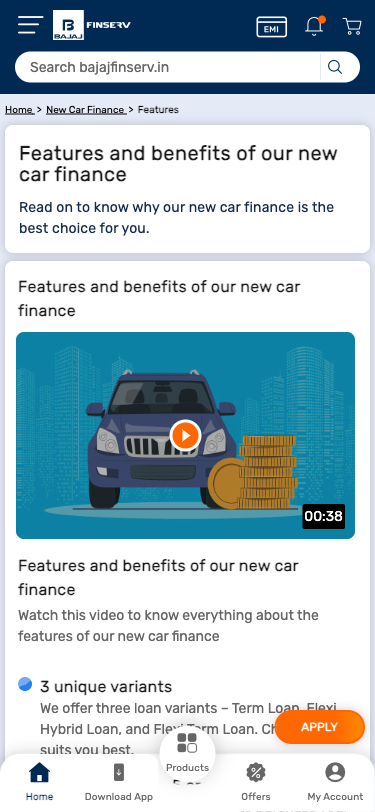 BAJAJ FINSERV
EMI
Search bajajfinserv.in
Home > New Car Finance > Features
Features and benefits of our new
car finance
Read on to know why our new car finance is the
best choice for you.
Features and benefits of our new car
finance
00:38
Features and benefits of our new car
finance
Watch this video to know everything about the
features of our new car finance
3 unique variants
We offer three loan variants – Term Loan, Flexi
Hybrid Loan, and Flexi Term Loan.
suits you best.
APPLY
Home
Download App
Products
Offers
My Account